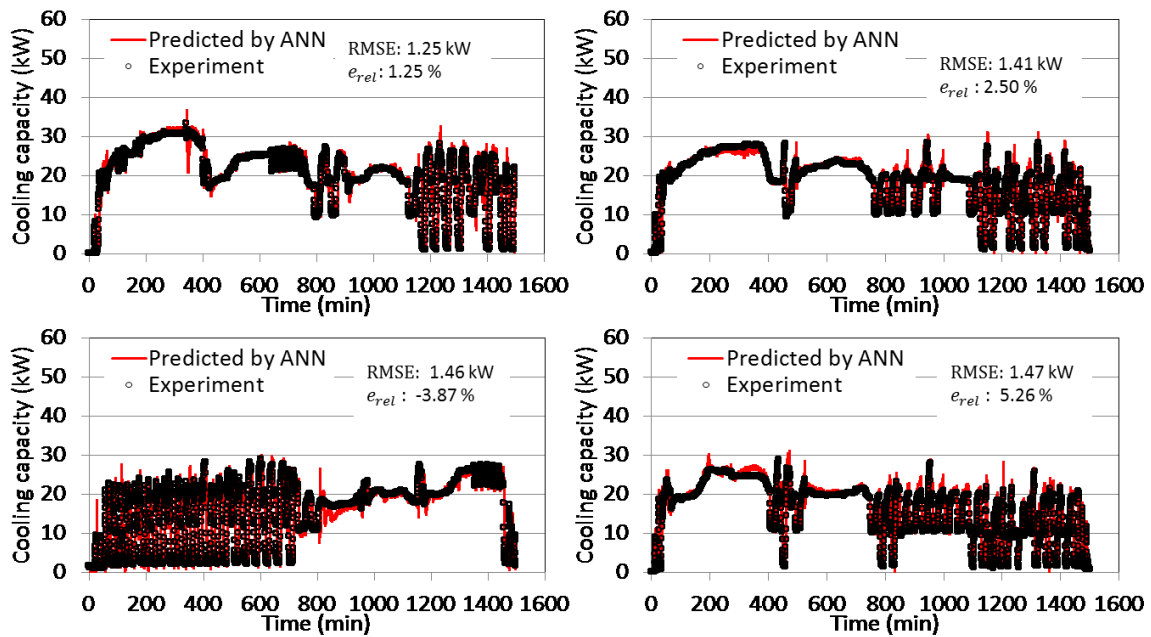 60
50
40
30
20
10
0
Cooling capacity (kW)
Predicted by ANN
Experiment
RMSE: 1.25 kW
e_rel : 1.25 %
0 200 400 600 800 1000 1200 1400 1600
Time (min)
60
50
40
30
20
10
0
Cooling capacity (kW)
Predicted by ANN
Experiment
RMSE: 1.41 kW
e_rel : 2.50 %
0 200 400 600 800 1000 1200 1400 1600
Time (min)
60
50
40
30
20
10
0
Cooling capacity (kW)
Predicted by ANN
Experiment
RMSE: 1.46 kW
e_rel : -3.87 %
0 200 400 600 800 1000 1200 1400 1600
Time (min)
60
50
40
30
20
10
0
Cooling capacity (kW)
Predicted by ANN
Experiment
RMSE: 1.47 kW
e_rel : 5.26 %
0 200 400 600 800 1000 1200 1400 1600
Time (min)